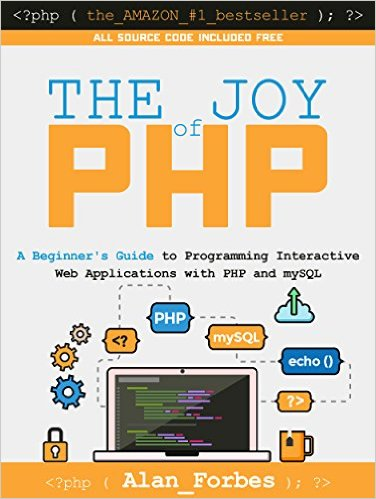 <?php ( the_AMAZON_#1_bestseller ); ?>
ALL SOURCE CODE INCLUDED FREE
THE JOY
of
PHP
A Beginner's Guide to Programming Interactive
Web Applications with PHP and mySQL
PHP
<?
mySQL
echo ()
?>
<?php ( Alan_Forbes ); ?>